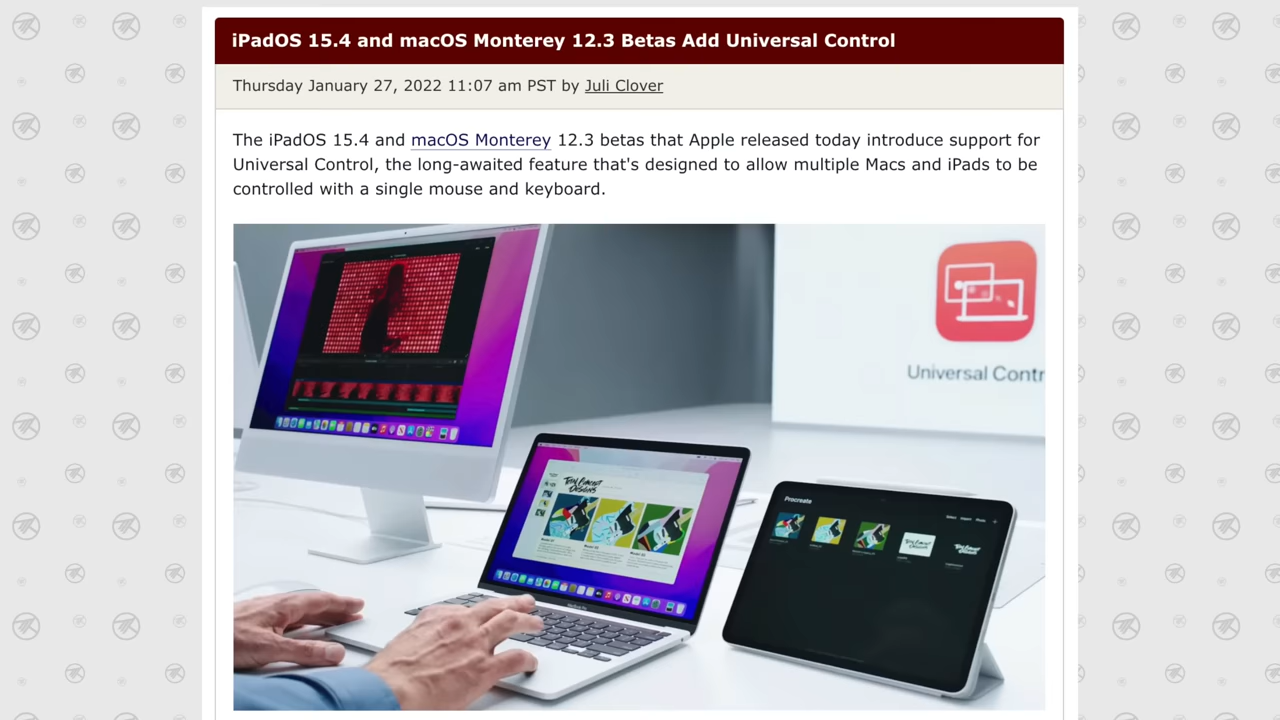 iPadOS 15.4 and macOS Monterey 12.3 Betas Add Universal Control
Thursday January 27, 2022 11:07 am PST by Juli Clover
The iPadOS 15.4 and macOS Monterey 12.3 betas that Apple released today introduce support for
Universal Control, the long-awaited feature that's designed to allow multiple Macs and iPads to be
controlled with a single mouse and keyboard.
Universal Contr
Procreate